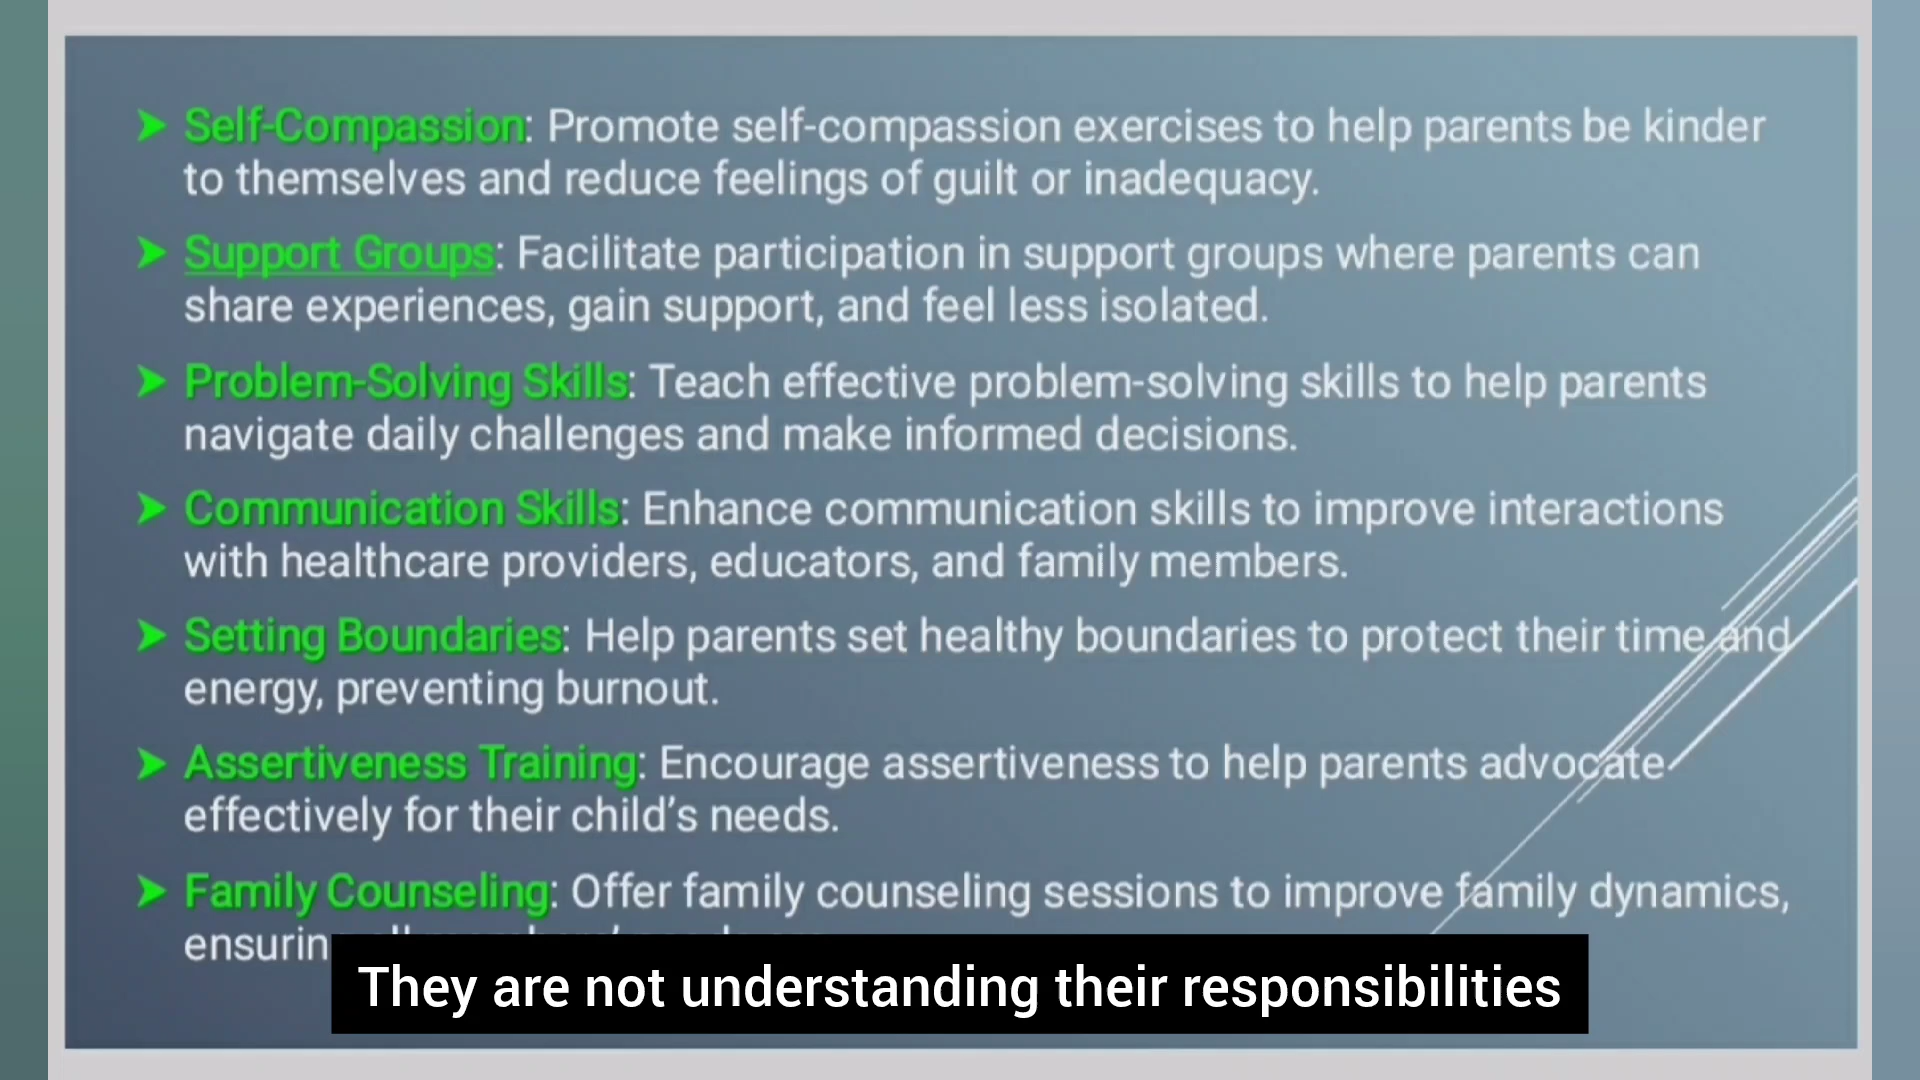 Self-Compassion: Promote self-compassion exercises to help parents be kinder
to themselves and reduce feelings of guilt or inadequacy.
Support Groups: Facilitate participation in support groups where parents can
share experiences, gain support, and feel less isolated.
Problem-Solving Skills: Teach effective problem-solving skills to help parents
navigate daily challenges and make informed decisions.
Communication Skills: Enhance communication skills to improve interactions
with healthcare providers, educators, and family members.
Setting Boundaries: Help parents set healthy boundaries to protect their time and
energy, preventing burnout.
Assertiveness Training: Encourage assertiveness to help parents advocate
effectively for their child’s needs.
Family Counseling: Offer family counseling sessions to improve family dynamics,
They are not understanding their responsibilities